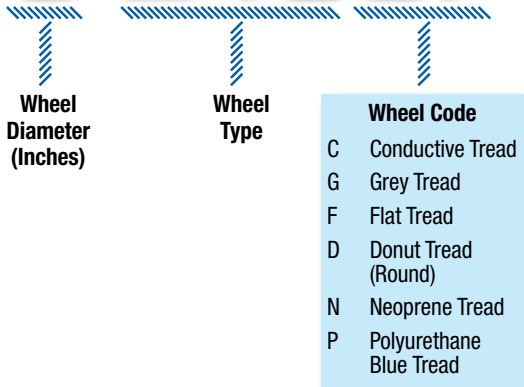 Wheel
Diameter
(Inches)
Wheel
Type
Wheel Code
C Conductive Tread
G Grey Tread
F Flat Tread
D Donut Tread
(Round)
N Neoprene Tread
P Polyurethane
Blue Tread